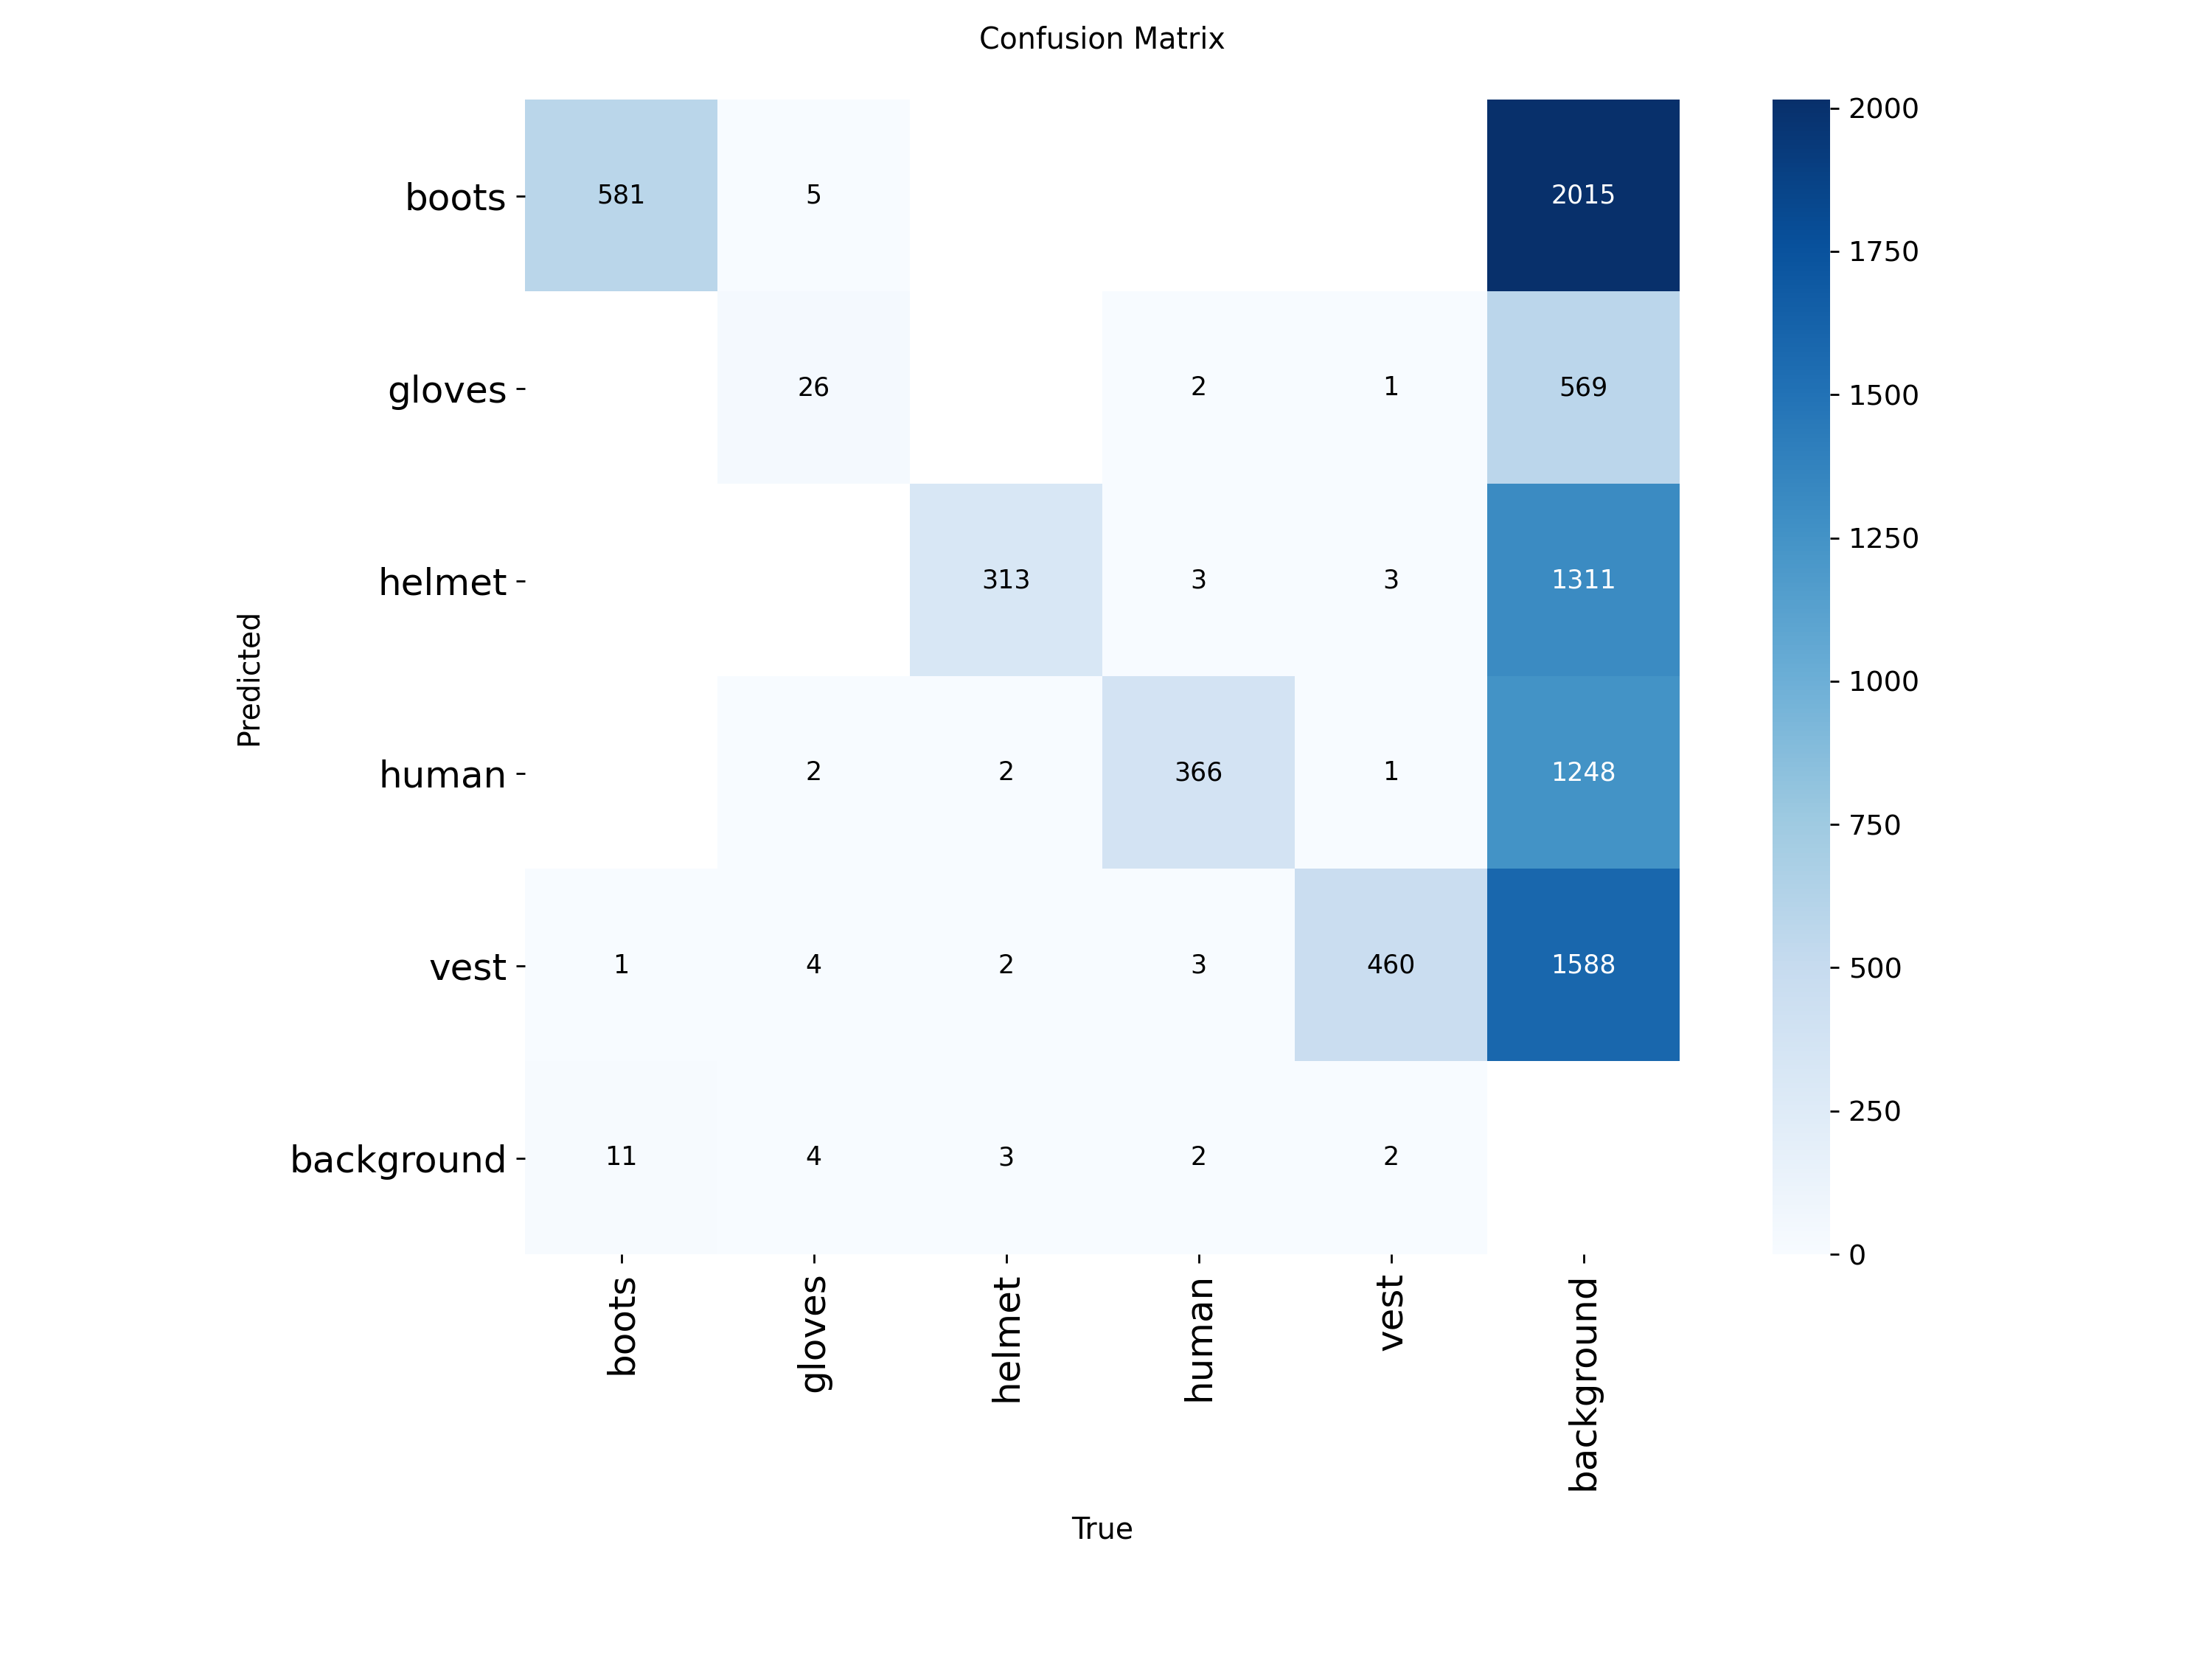 Confusion Matrix
boots 581 5 2015
gloves 26 2 1 569
helmet 313 3 3 1311
human 2 2 366 1 1248
vest 1 4 2 3 460 1588
background 11 4 3 2 2
Predicted
boots gloves helmet human vest background
True
2000
1750
1500
1250
1000
750
500
250
0